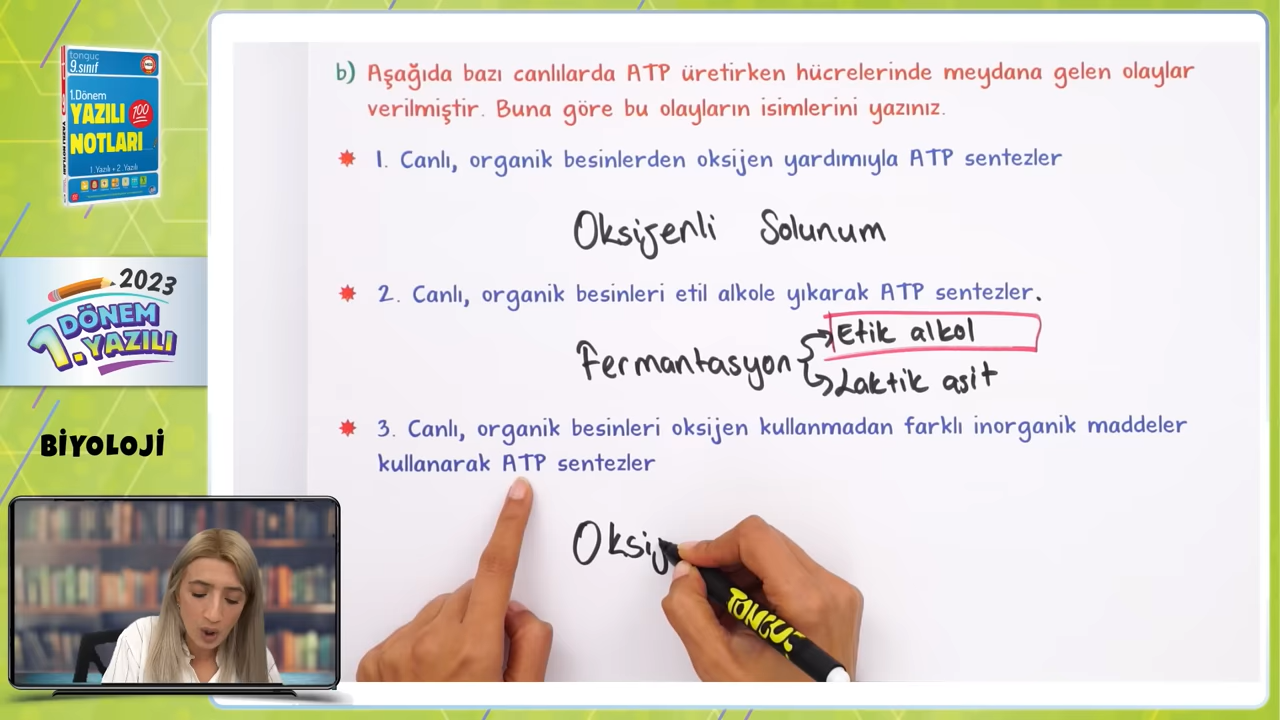 tonguç
9.sınıf
1.Dönem
YAZILI
100
NOTLARI
1.Yazılı • 2.Yazılı
YAZILI NOTLARI
2023
1. DÖNEM
YAZILI
BİYOLOJİ
b) Aşağıda bazı canlılarda ATP üretirken hücrelerinde meydana gelen olaylar
verilmiştir. Buna göre bu olayların isimlerini yazınız.
1. Canlı, organik besinlerden oksijen yardımıyla ATP sentezler
Oksijenli Solunum
2. Canlı, organik besinleri etil alkole yıkarak ATP sentezler.
Fermantasyon
Etik alkol
Laktik asit
3. Canlı, organik besinleri oksijen kullanmadan farklı inorganik maddeler
kullanarak ATP sentezler
Oksij
TONGUÇ